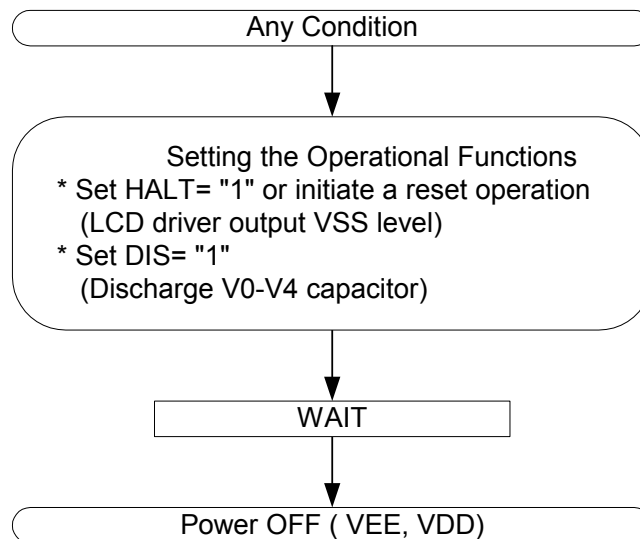 Any Condition
Setting the Operational Functions
* Set HALT= "1" or initiate a reset operation
(LCD driver output VSS level)
* Set DIS= "1"
(Discharge V0-V4 capacitor)
WAIT
Power OFF ( VEE, VDD)